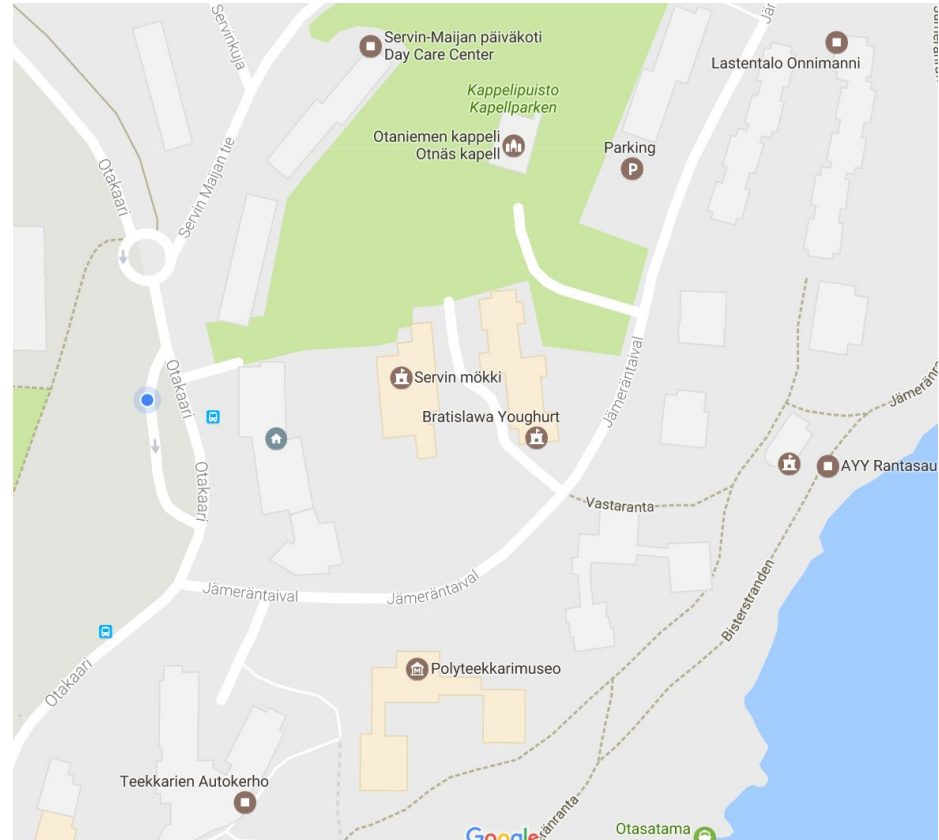 Servinkuja
Servin-Maijan päiväkoti
Day Care Center
Lastentalo Onnimanni
Kappelipuisto
Kapellparken
Otaniemen kappeli
Otnäs kapell
Parking
P
Otakaari
Servin Maijan tie
Otakaari
Servin mökki
Bratislawa Youghurt
Jämeräntaival
AYY Rantasau
Otakaari
Vastaranta
Jämeräntaival
Jämeräntaival
Bisterstranden
Otakaari
Polyteekkarimuseo
M
Teekkarien Autokerho
Google
Otasatama